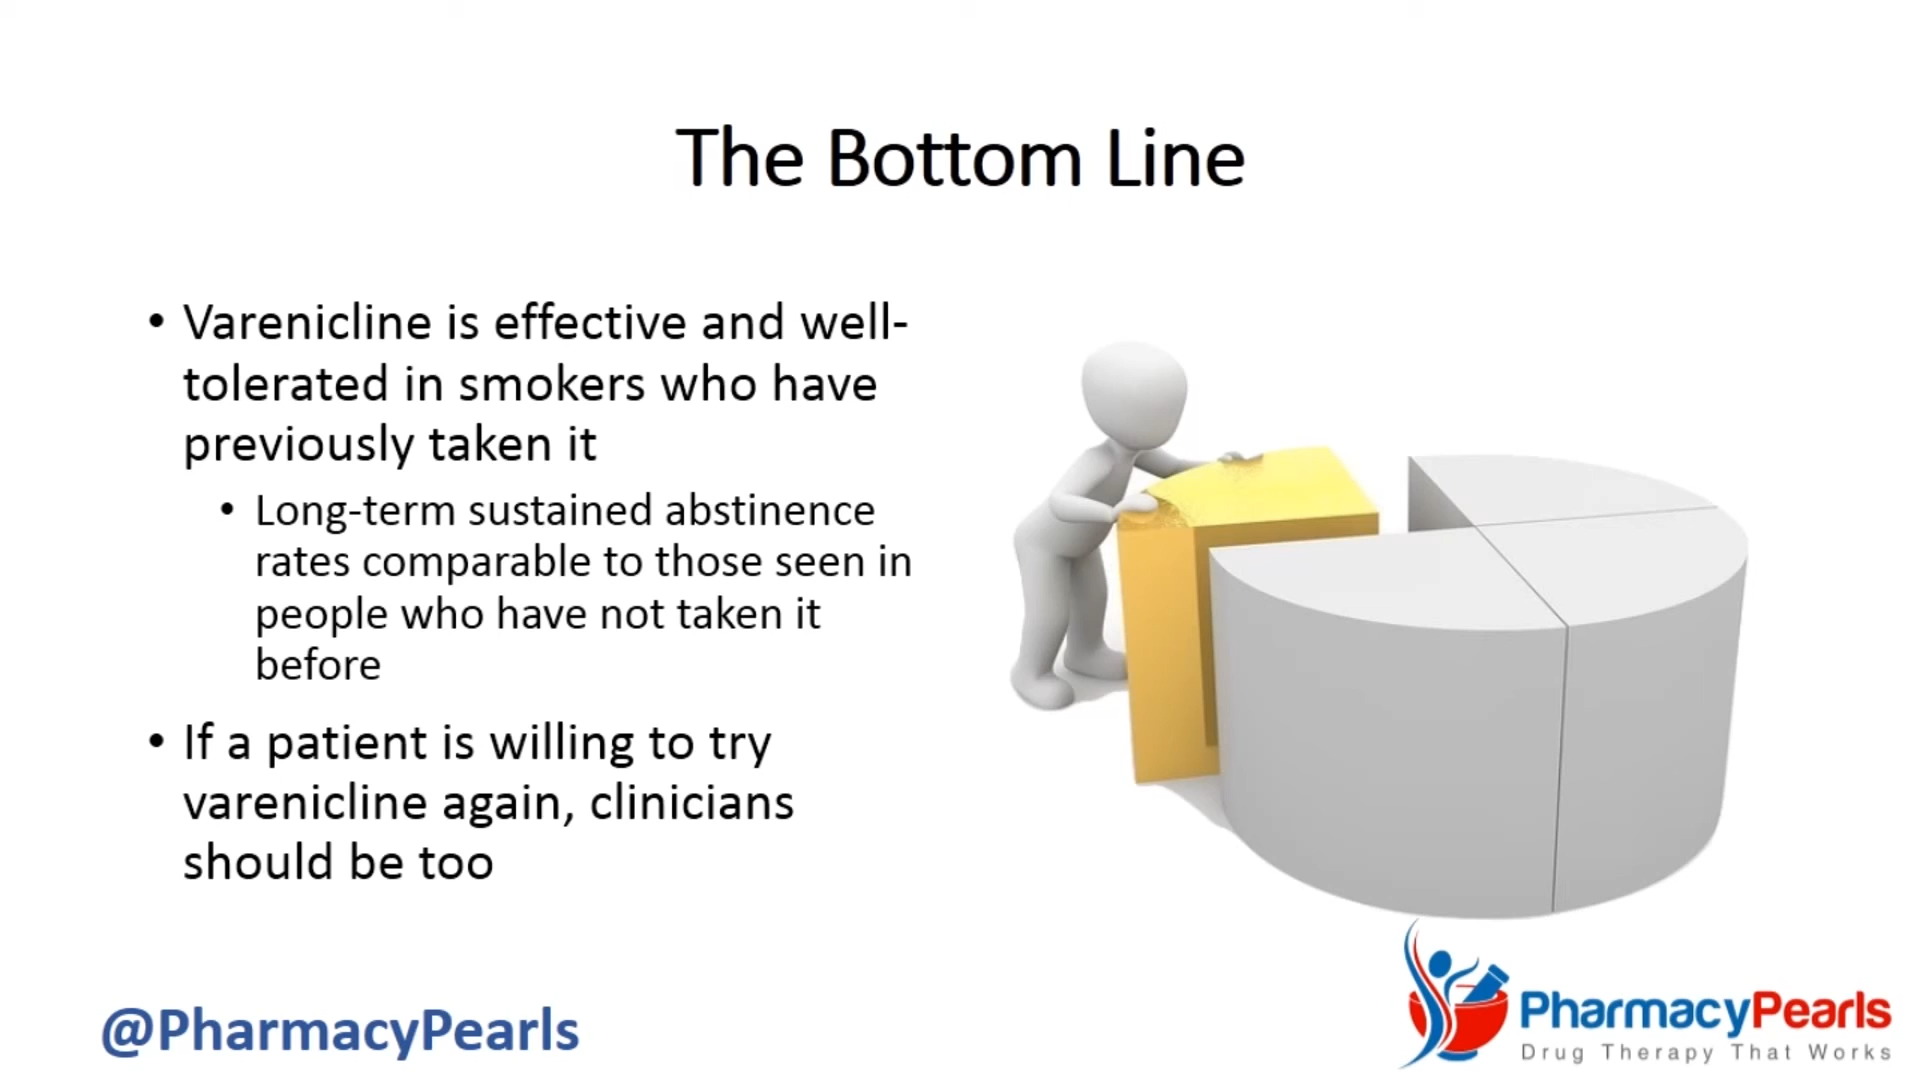 The Bottom Line
• Varenicline is effective and well-
tolerated in smokers who have
previously taken it
• Long-term sustained abstinence
rates comparable to those seen in
people who have not taken it
before
• If a patient is willing to try
varenicline again, clinicians
should be too
@PharmacyPearls
PharmacyPearls
Drug Therapy That Works